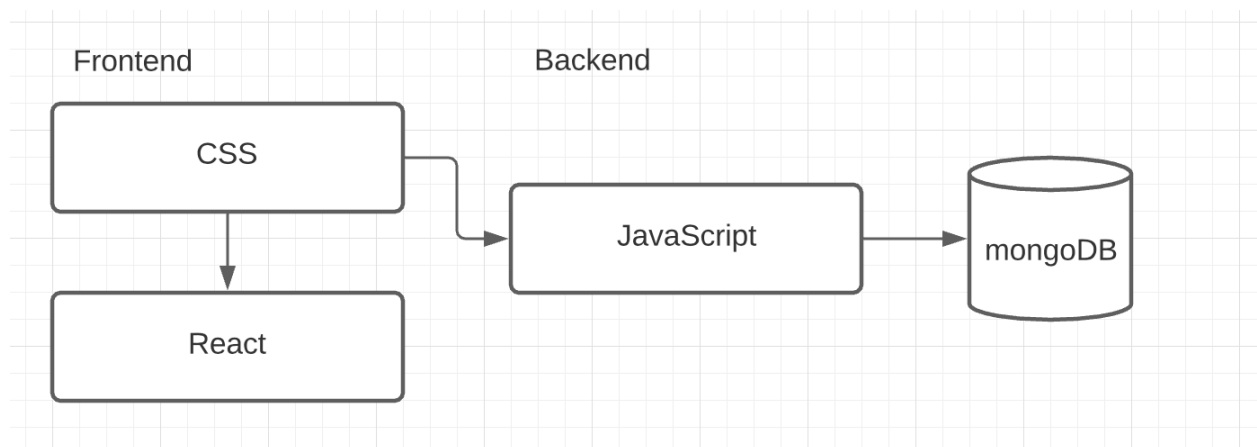 Frontend
Backend
CSS
JavaScript
mongoDB
React